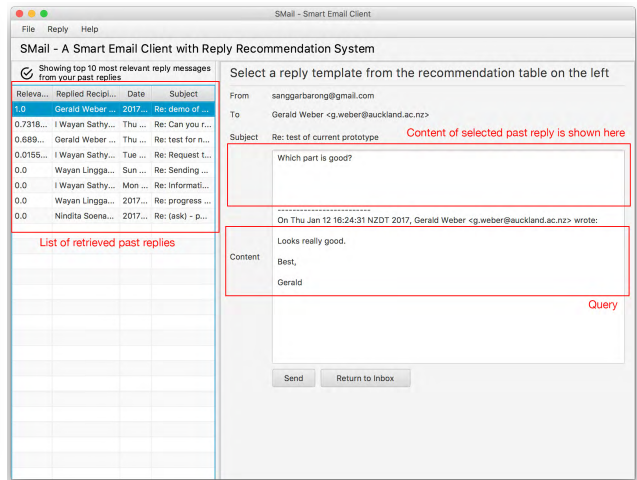 SMail - Smart Email Client
File Reply Help
SMail - A Smart Email Client with Reply Recommendation System
Showing top 10 most relevant reply messages
from your past replies
Releva... Replied Recipi... Date Subject
1.0 Gerald Weber ... 2017... Re: demo of ...
0.7318... I Wayan Sathy... Thu ... Re: Can you r...
0.689... Gerald Weber ... Thu ... Re: test for n...
0.0155... I Wayan Sathy... Tue ... Re: Request t...
0.0 Wayan Lingga... Sun ... Re: Sending ...
0.0 I Wayan Sathy... Mon ... Re: Informati...
0.0 Wayan Lingga... 2017... Re: progress ...
0.0 Nindita Soena... 2017... Re: (ask) - p...
List of retrieved past replies
Select a reply template from the recommendation table on the left
From sanggarbarong@gmail.com
To Gerald Weber <g.weber@auckland.ac.nz>
Subject Re: test of current prototype
Content of selected past reply is shown here
Which part is good?
------------------------
On Thu Jan 12 16:24:31 NZDT 2017, Gerald Weber <g.weber@auckland.ac.nz> wrote:
Looks really good.
Content
Best,
Gerald
Query
Send Return to Inbox